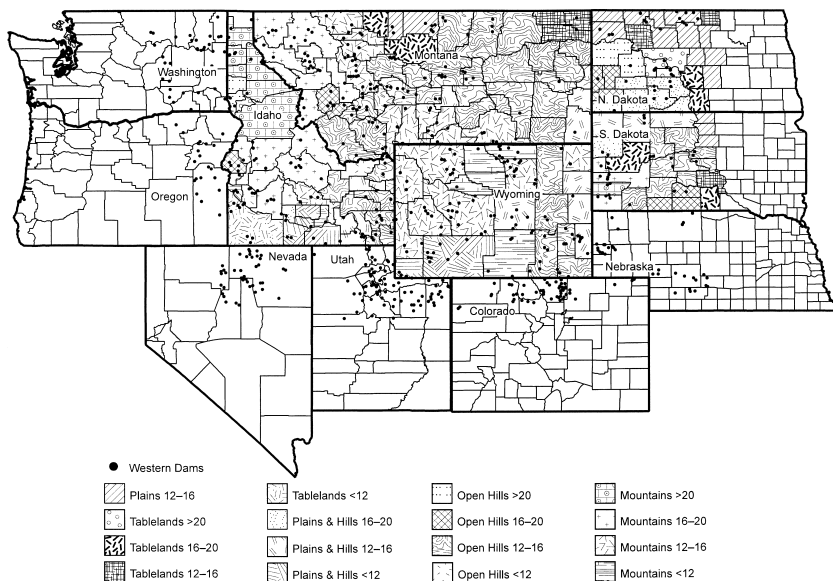 Washington
Montana
N. Dakota
Idaho
S. Dakota
Oregon
Wyoming
Nevada
Utah
Nebraska
Colorado
Western Dams
Plains 12–16
Tablelands <12
Open Hills >20
Mountains >20
Tablelands >20
Plains & Hills 16–20
Open Hills 16–20
Mountains 16–20
Tablelands 16–20
Plains & Hills 12–16
Open Hills 12–16
Mountains 12–16
Tablelands 12–16
Plains & Hills <12
Open Hills <12
Mountains <12